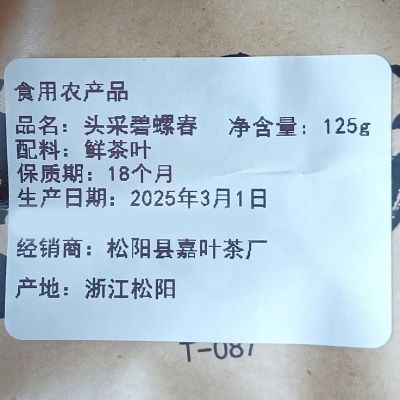 食用农产品
品名：头采碧螺春 净含量：125g
配料：鲜茶叶
保质期：18个月
生产日期：2025年3月1日
经销商：松阳县嘉叶茶厂
产地：浙江松阳
T-087